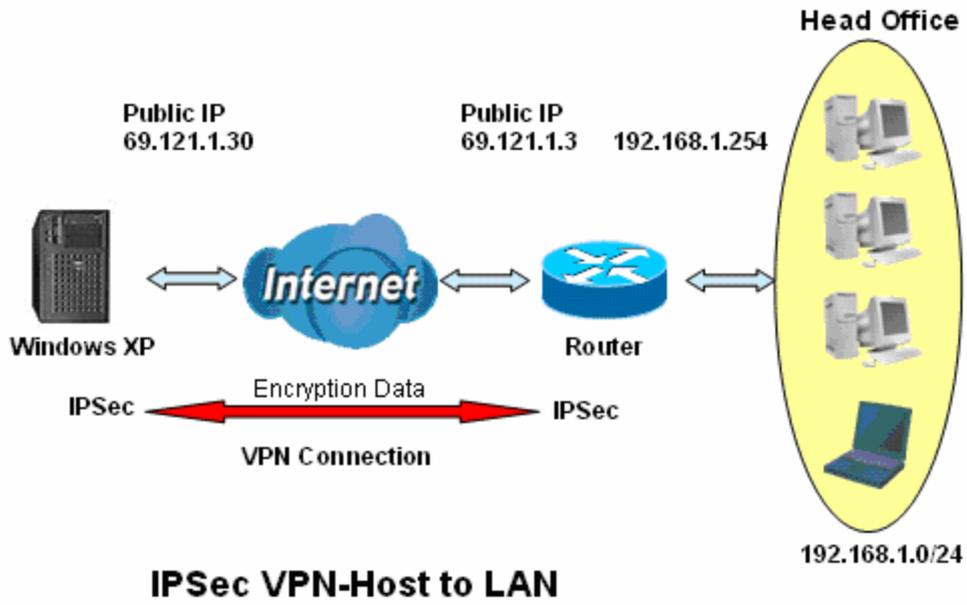 Head Office
Public IP
69.121.1.30
Public IP
69.121.1.3
192.168.1.254
Internet
Windows XP
Router
IPSec
Encryption Data
IPSec
VPN Connection
192.168.1.0/24
IPSec VPN-Host to LAN